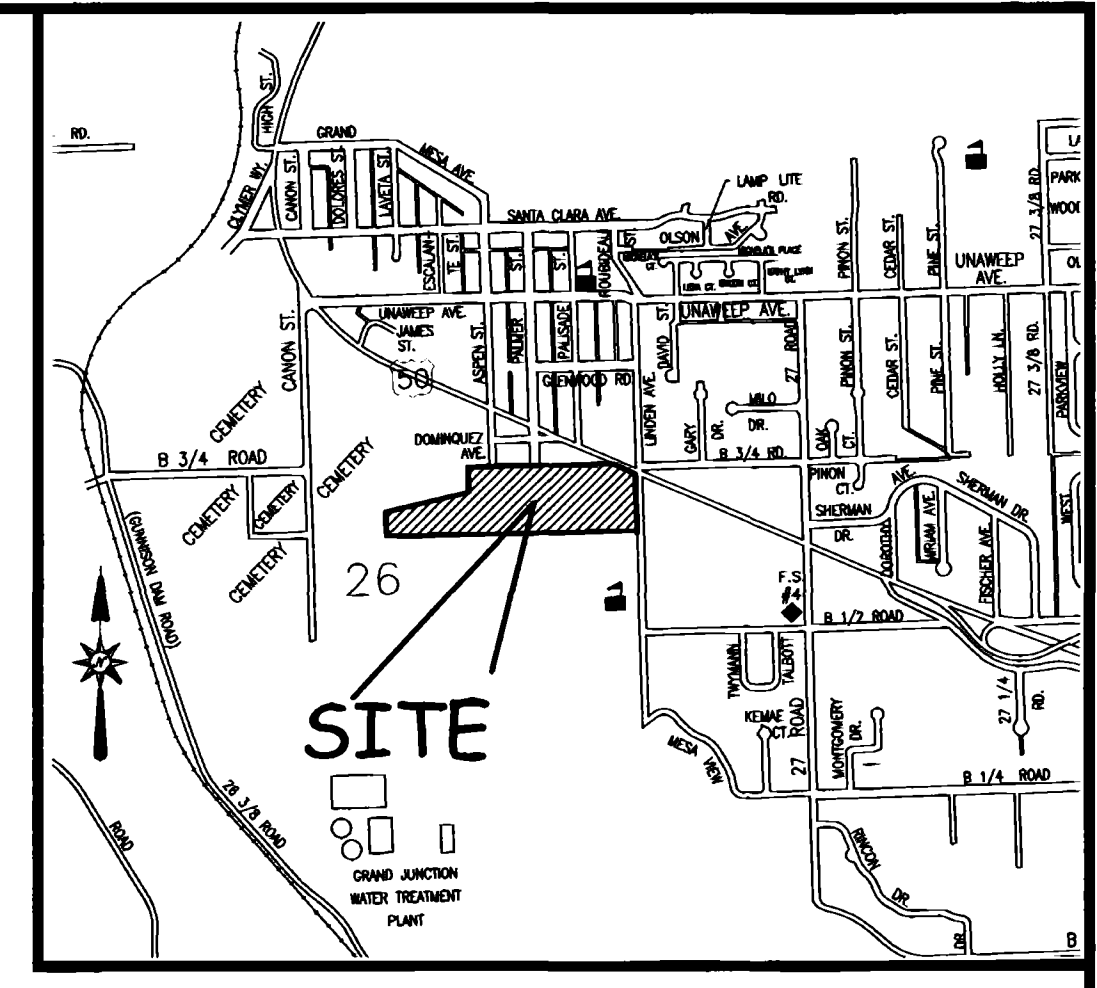 RD.
HIGH ST.
GRAND
MESA AVE.
CLYMER WY.
CANON ST.
DOLORES ST.
LAVETA ST.
ESCALAN
TE ST.
SANTA CLARA AVE.
LAMP LITE
RD.
OLSON
AVE.
ROUBIDEAU
ST.
PINON ST.
CEDAR ST.
PINE ST.
27 3/8 RD.
PARK
WOOD
UNAWEEP
AVE.
UNAWEEP AVE.
JAMES
ST.
CANON ST.
50
ASPEN ST.
PALMER
ST.
PALISADE
ST.
GLENWOOD RD.
LINDEN AVE.
DAVID
ST.
UNAWEEP AVE.
27
ROAD
GARY
DR.
MILO
DR.
PINON ST.
CEDAR ST.
PINE ST.
HOLLY LN.
27 3/8 RD.
PARKVIEW
CEMETERY
CEMETERY
B 3/4 ROAD
CEMETERY
CEMETERY
CEMETERY
DOMINQUEZ
AVE.
B 3/4 RD.
OAK
CT.
PINON
CT.
SHERMAN
DR.
AVE.
DOROTHY
SHERMAN DR.
MIRIAM AVE.
FISCHER AVE.
WEST
(GUNNISON DAM ROAD)
26
F.S.
#4
B 1/2 ROAD
TWYMANN
TALBOTT
N
SITE
MESA VIEW
KEMAE
CT.
ROAD
27
MONTGOMERY
DR.
27 1/4
RD.
B 1/4 ROAD
26 3/8 ROAD
ROAD
GRAND JUNCTION
WATER TREATMENT
PLANT
RINCON
DR.
DR.
B